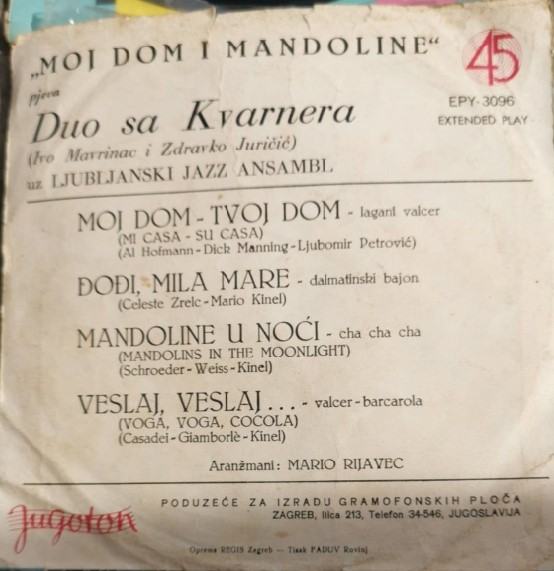 „MOJ DOM I MANDOLINE“
45
pjeva
EPY-3096
Duo sa Kvarnera
EXTENDED PLAY
(Ivo Mavrinac i Zdravko Juričić)
uz LJUBLJANSKI JAZZ ANSAMBL
MOJ DOM - TVOJ DOM - lagani valcer
(MI CASA - SU CASA)
(Al Hofmann - Dick Manning - Ljubomir Petrović)
ĐOĐI, MILA MARE - dalmatinski bajon
(Celeste Zrelc - Mario Kinel)
MANDOLINE U NOĆI - cha cha cha
(MANDOLINS IN THE MOONLIGHT)
(Schroeder - Weiss - Kinel)
VESLAJ, VESLAJ... - valcer - barcarola
(VOGA, VOGA, COCOLA)
(Casadei - Giamborlè - Kinel)
Aranžmani: MARIO RIJAVEC
Jugoton
PODUZEĆE ZA IZRADU GRAMOFONSKIH PLOČA
ZAGREB, Ilica 213, Telefon 34-546, JUGOSLAVIJA
Oprema REGIS Zagreb — Tisak PADUV Rovinj